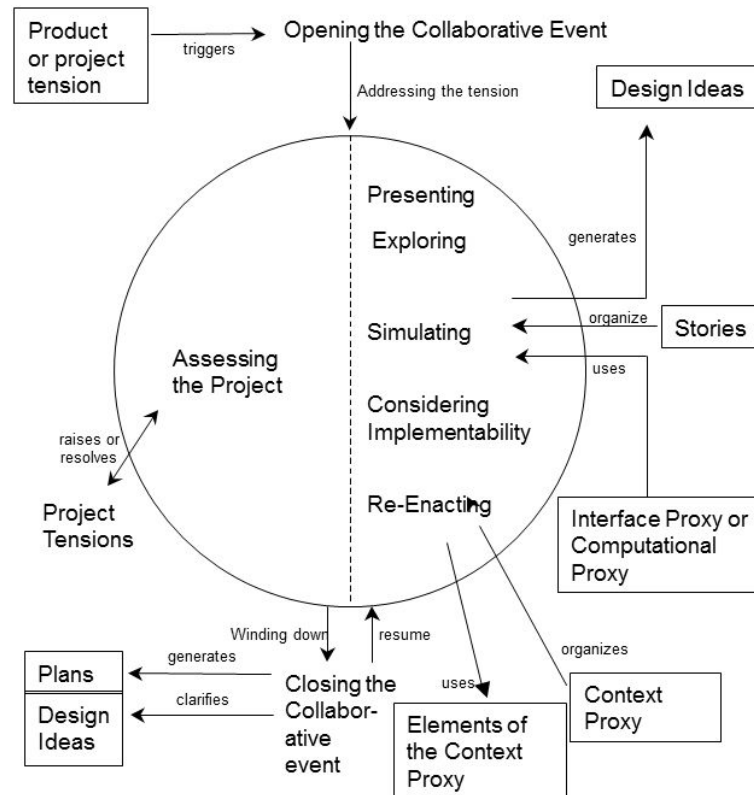 Product
or project
tension
triggers
Opening the Collaborative Event
Addressing the tension
Design Ideas
Presenting
Exploring
generates
Simulating
organize
Stories
uses
Assessing
the Project
Considering
Implementability
raises or
resolves
Project
Tensions
Re-Enacting
Interface Proxy or
Computational
Proxy
Winding down
resume
organizes
Plans
generates
Closing the
Collabor-
ative
event
clarifies
Design
Ideas
uses
Elements of
the Context
Proxy
Context
Proxy